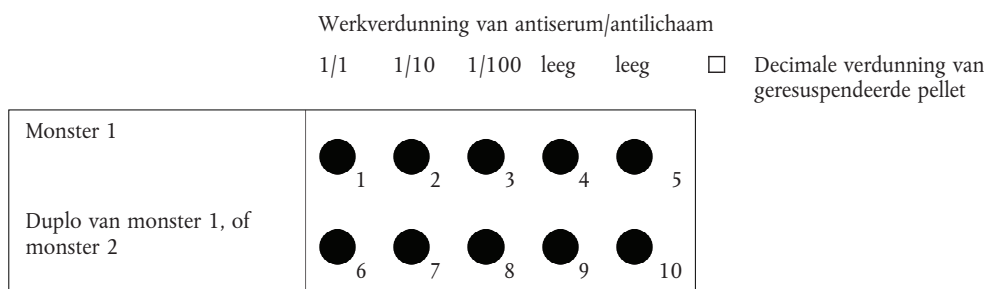 Werkverdunning van antiserum/antilichaam
1/1 1/10 1/100 leeg leeg □ Decimale verdunning van
geresuspendeerde pellet
Monster 1
1 2 3 4 5
Duplo van monster 1, of
monster 2
6 7 8 9 10